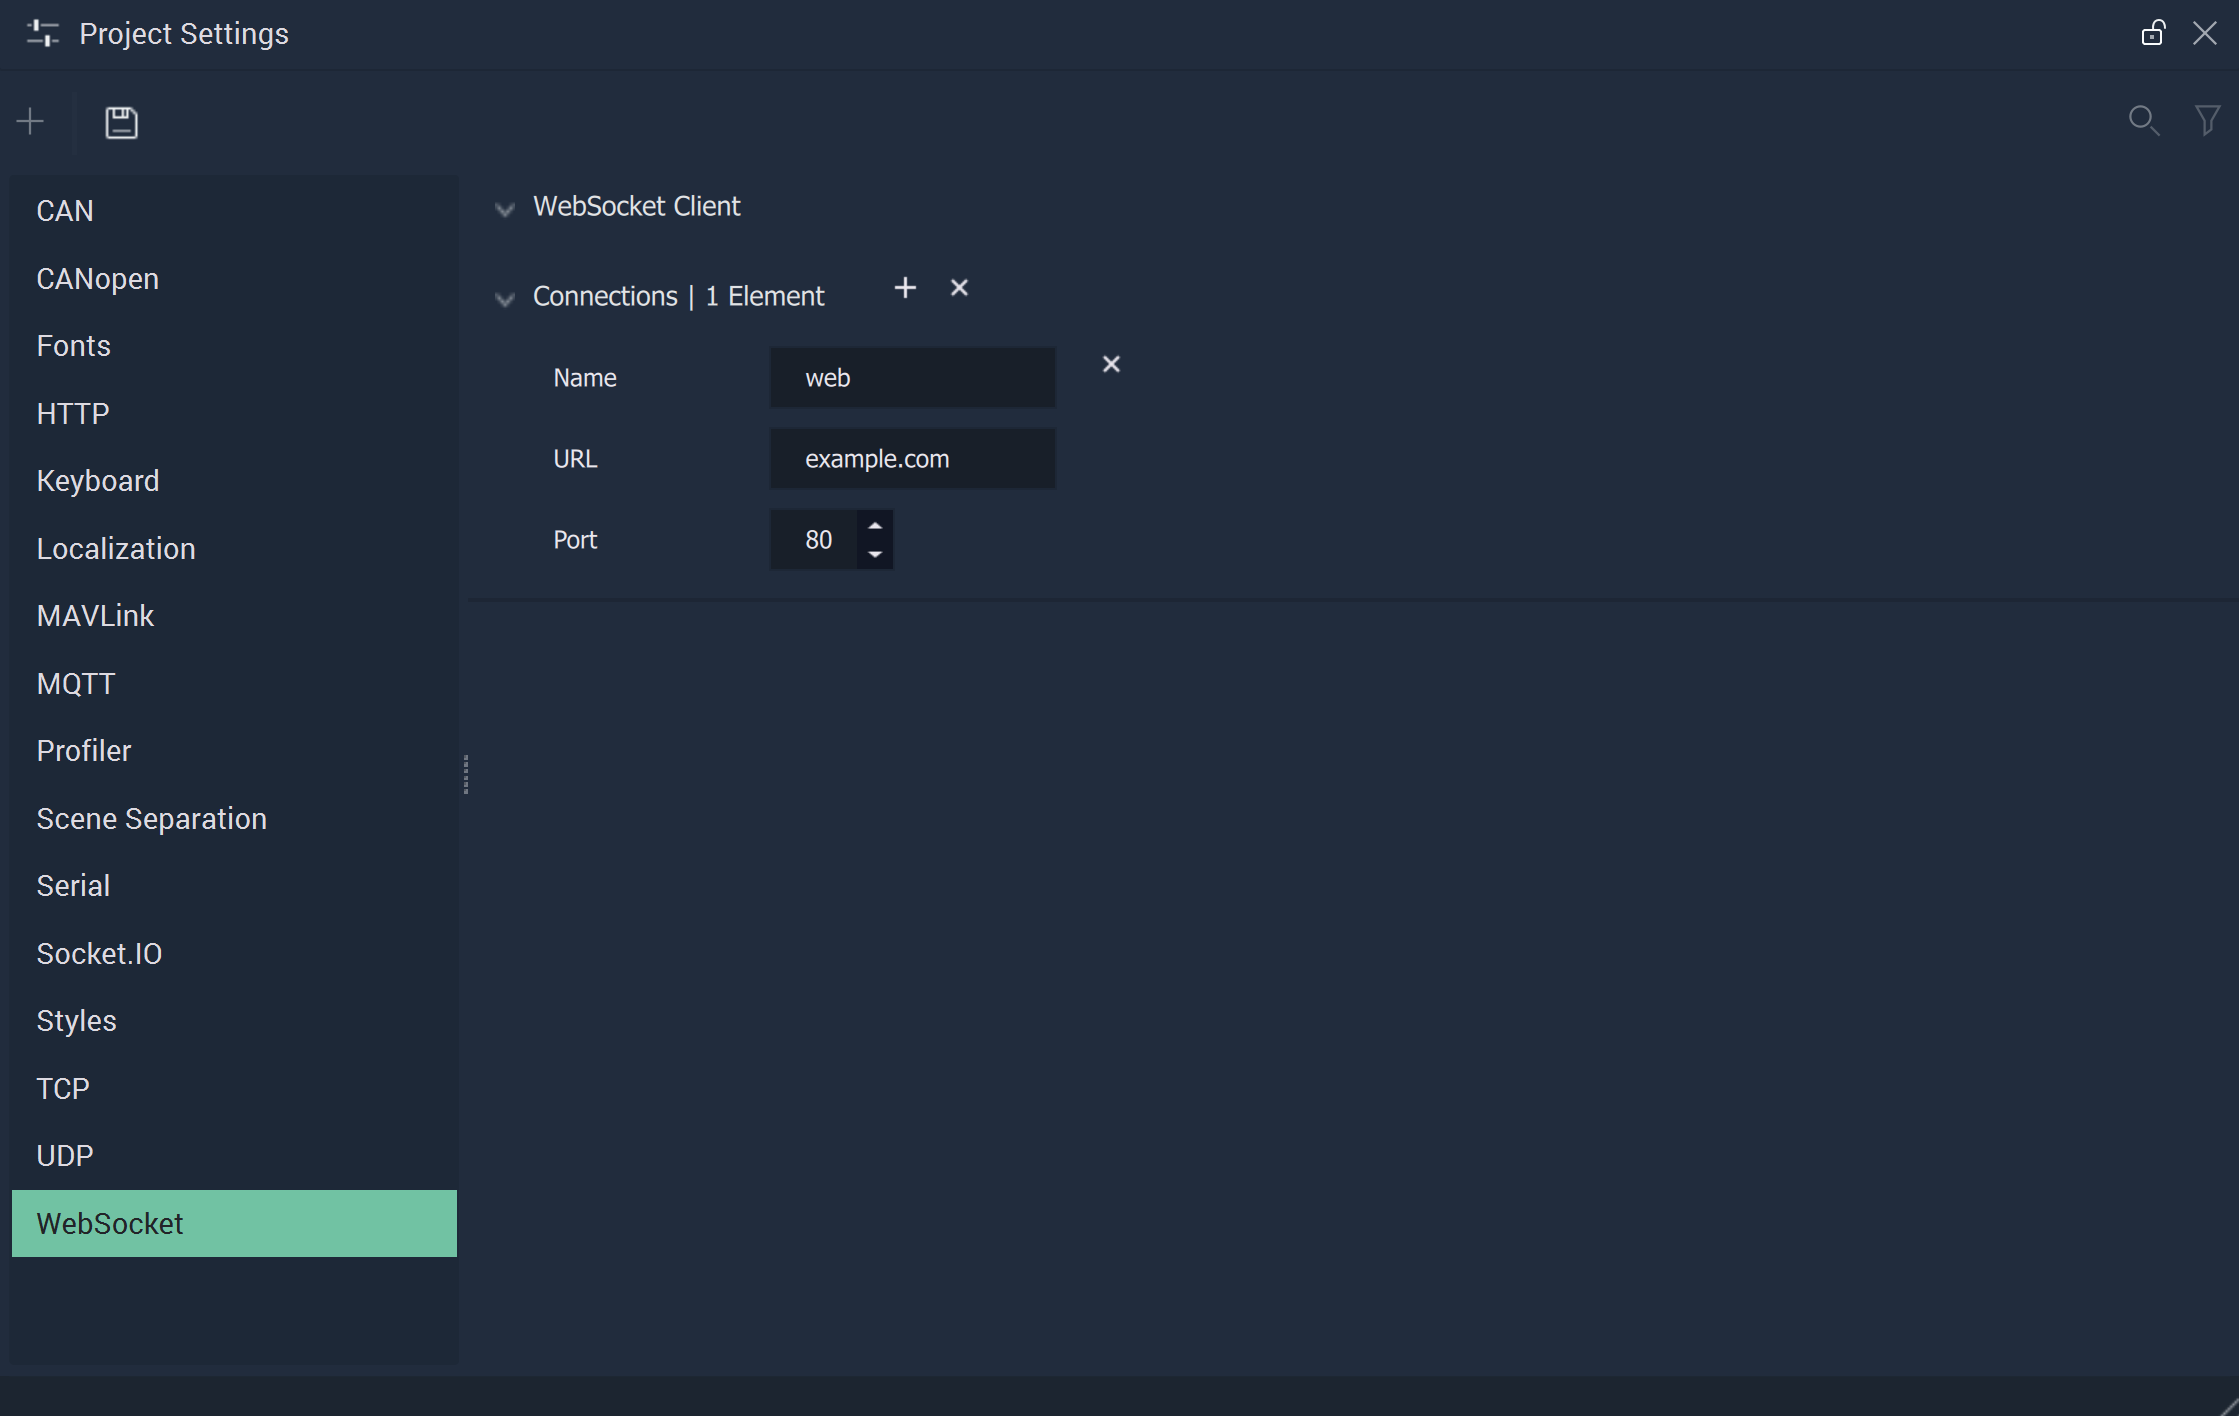 Project Settings
CAN
CANopen
Fonts
HTTP
Keyboard
Localization
MAVLink
MQTT
Profiler
Scene Separation
Serial
Socket.IO
Styles
TCP
UDP
WebSocket
WebSocket Client
Connections | 1 Element
Name web
URL example.com
Port 80